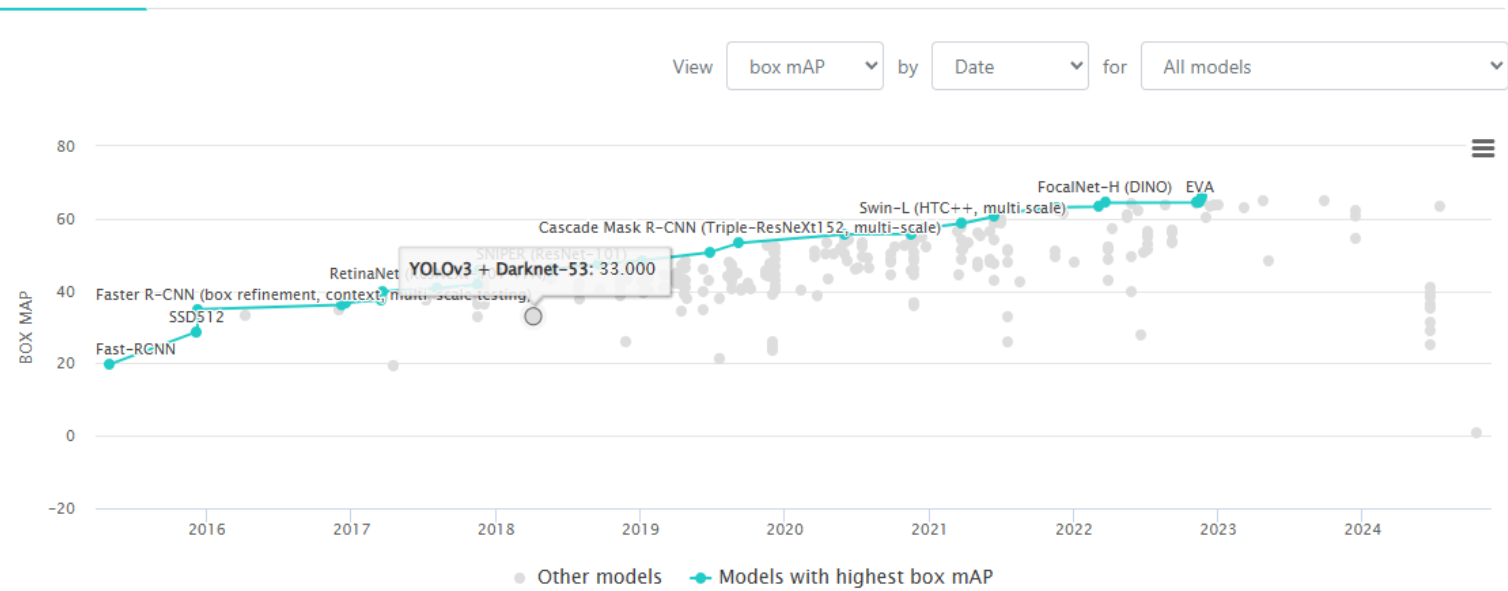 View box mAP by Date for All models
80
60
40
20
0
-20
BOX MAP
FocalNet-H (DINO) EVA
Swin-L (HTC++, multi scale)
Cascade Mask R-CNN (Triple-ResNeXt152, multi-scale)
SNIPER (ResNet-101)
YOLOv3 + Darknet-53: 33.000
RetinaNet
Faster R-CNN (box refinement, context, multi-scale testing)
SSD512
Fast-RCNN
2016 2017 2018 2019 2020 2021 2022 2023 2024
Other models Models with highest box mAP